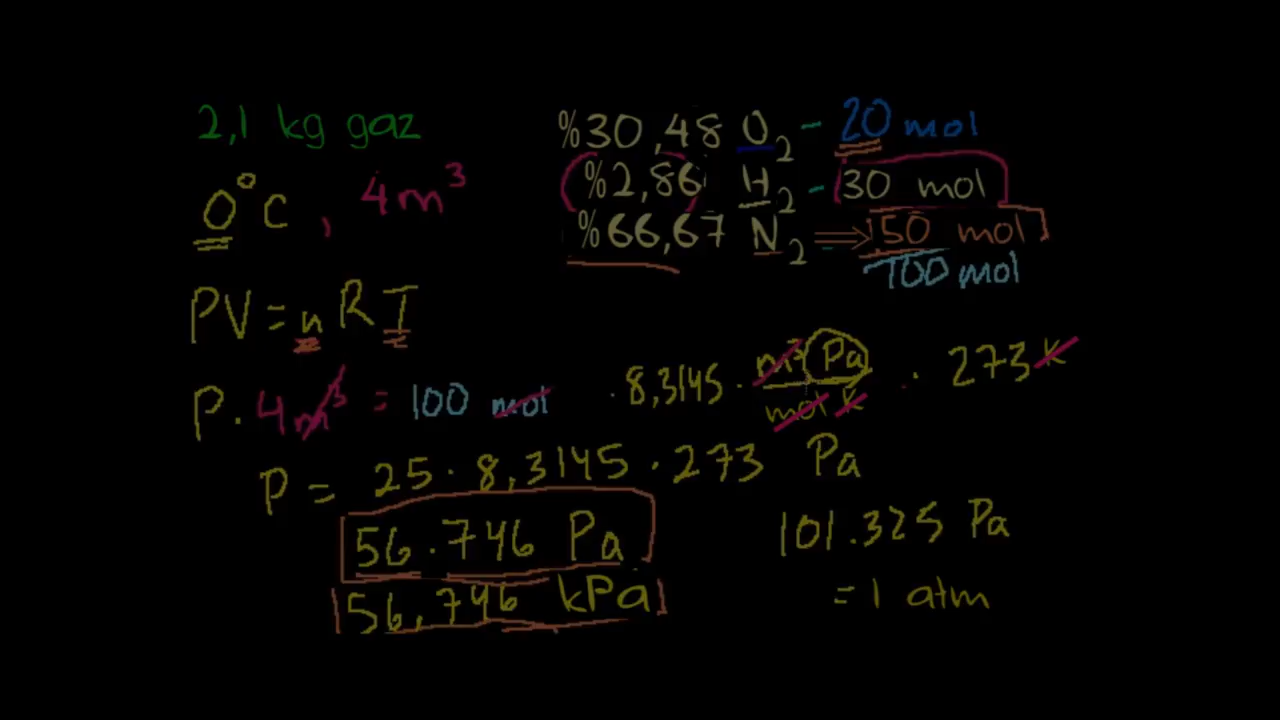 2,1 kg gaz
0°C, 4m³
%30,48 O₂ - 20 mol
%2,86 H₂ - 30 mol
%66,67 N₂ ⇒ 50 mol
100 mol
PV = nRT
P. 4m³ = 100 mol · 8,3145 · m³Pa / mol K · 273 K
P = 25 · 8,3145 · 273 Pa
56.746 Pa
56,746 kPa
101.325 Pa
= 1 atm